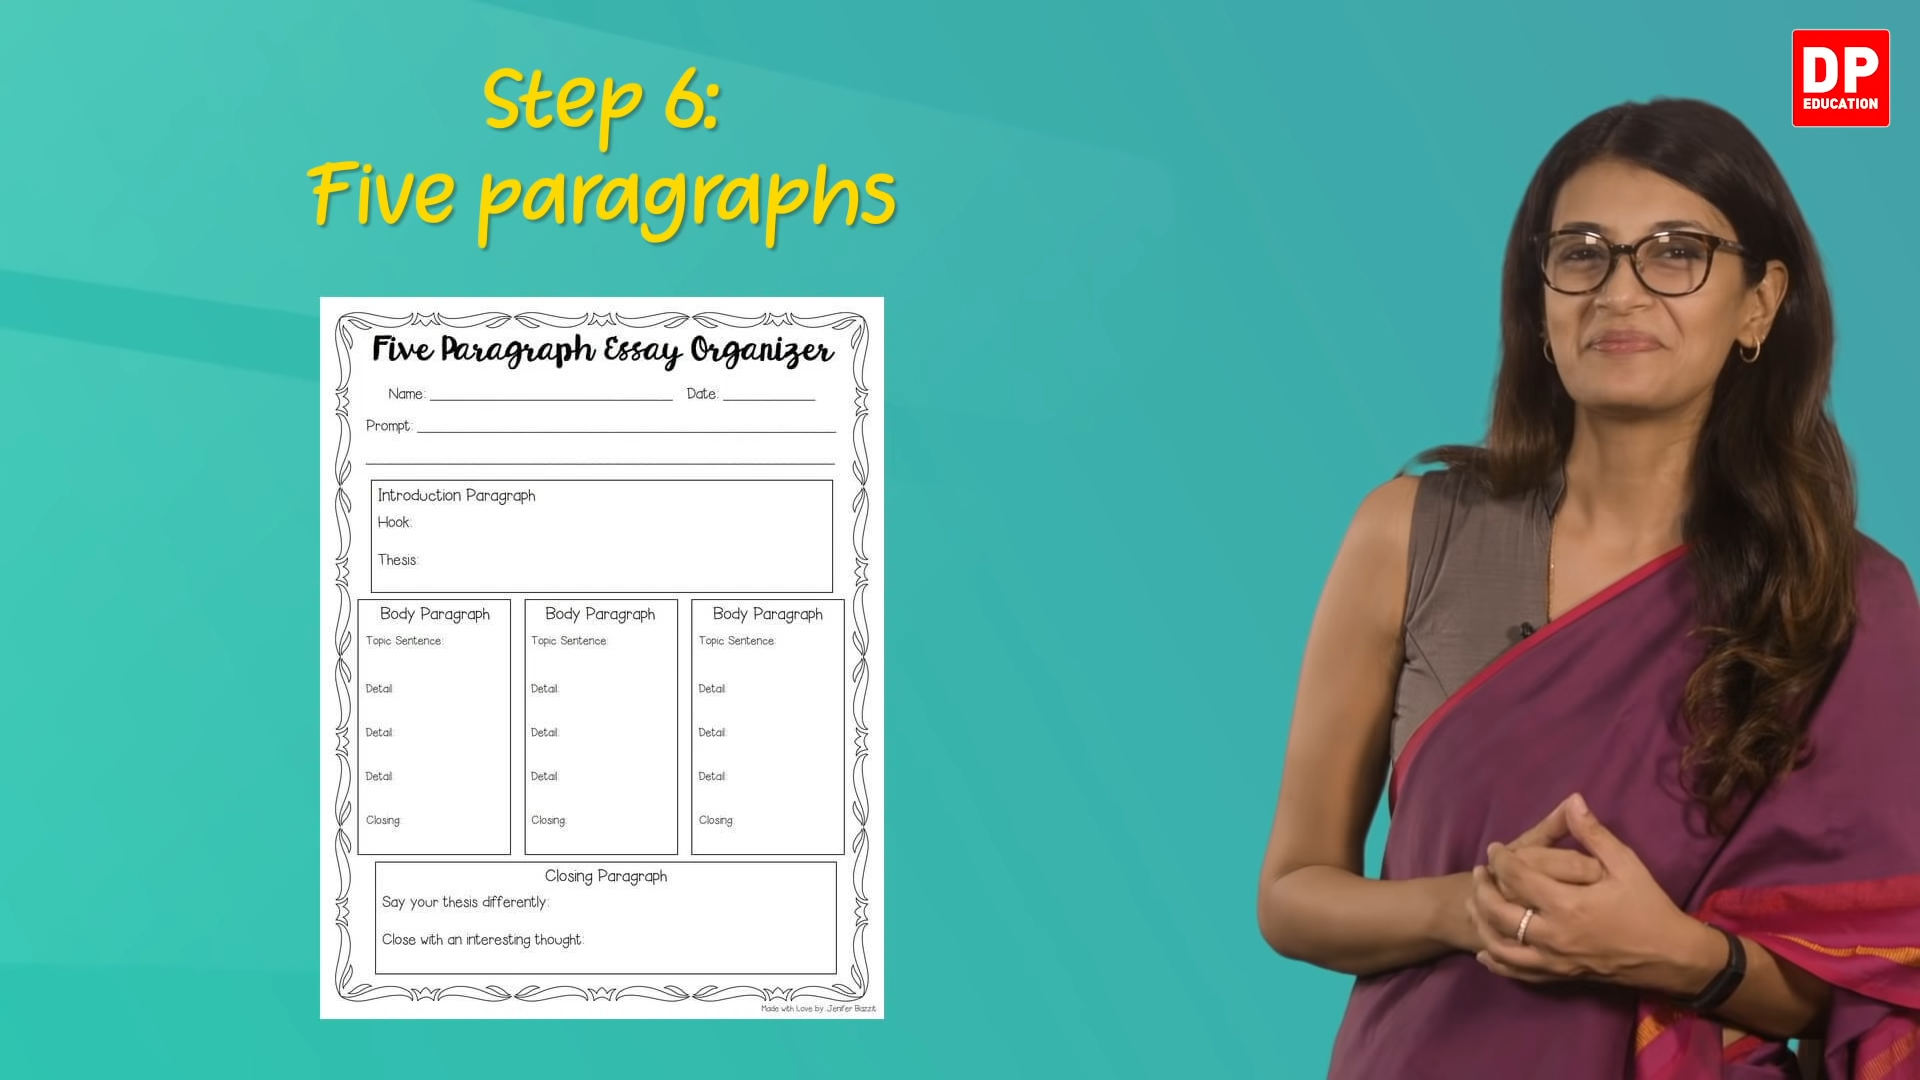 DP
EDUCATION
Step 6:
Five paragraphs
Five Paragraph Essay Organizer
Name: Date:
Prompt:
Introduction Paragraph
Hook:
Thesis:
Body Paragraph
Topic Sentence:
Detail:
Detail:
Detail:
Closing:
Body Paragraph
Topic Sentence:
Detail:
Detail:
Detail:
Closing:
Body Paragraph
Topic Sentence:
Detail:
Detail:
Detail:
Closing:
Closing Paragraph
Say your thesis differently:
Close with an interesting thought:
Made with Love by Jenifer Bazzit